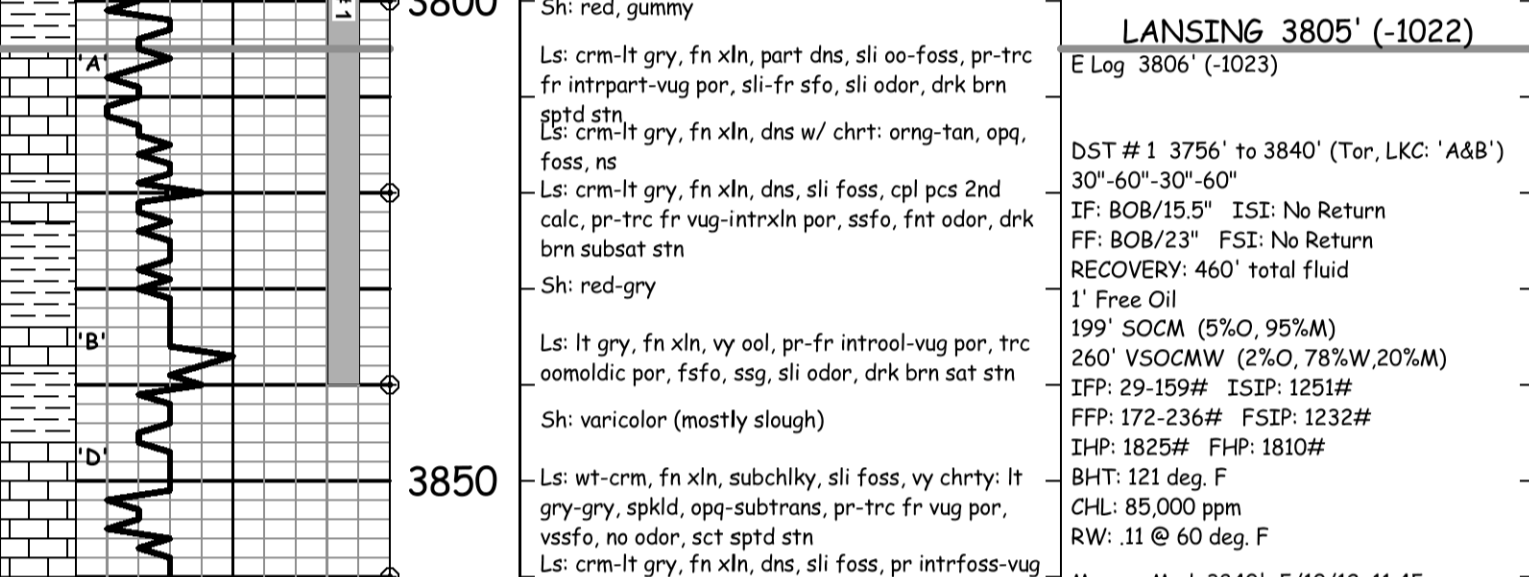 3800
#1
'A'
'B'
'D'
3850
Sh: red, gummy
Ls: crm-lt gry, fn xln, part dns, sli oo-foss, pr-trc
fr intrpart-vug por, sli-fr sfo, sli odor, drk brn
sptd stn
Ls: crm-lt gry, fn xln, dns w/ chrt: orng-tan, opq,
foss, ns
Ls: crm-lt gry, fn xln, dns, sli foss, cpl pcs 2nd
calc, pr-trc fr vug-intrxln por, ssfo, fnt odor, drk
brn subsat stn
Sh: red-gry
Ls: lt gry, fn xln, vy ool, pr-fr introol-vug por, trc
oomoldic por, fsfo, ssg, sli odor, drk brn sat stn
Sh: varicolor (mostly slough)
Ls: wt-crm, fn xln, subchlky, sli foss, vy chrty: lt
gry-gry, spkld, opq-subtrans, pr-trc fr vug por,
vssfo, no odor, sct sptd stn
Ls: crm-lt gry, fn xln, dns, sli foss, pr intrfoss-vug
LANSING 3805' (-1022)
E Log 3806' (-1023)
DST # 1 3756' to 3840' (Tor, LKC: 'A&B')
30"-60"-30"-60"
IF: BOB/15.5" ISI: No Return
FF: BOB/23" FSI: No Return
RECOVERY: 460' total fluid
1' Free Oil
199' SOCM (5%O, 95%M)
260' VSOCMW (2%O, 78%W,20%M)
IFP: 29-159# ISIP: 1251#
FFP: 172-236# FSIP: 1232#
IHP: 1825# FHP: 1810#
BHT: 121 deg. F
CHL: 85,000 ppm
RW: .11 @ 60 deg. F